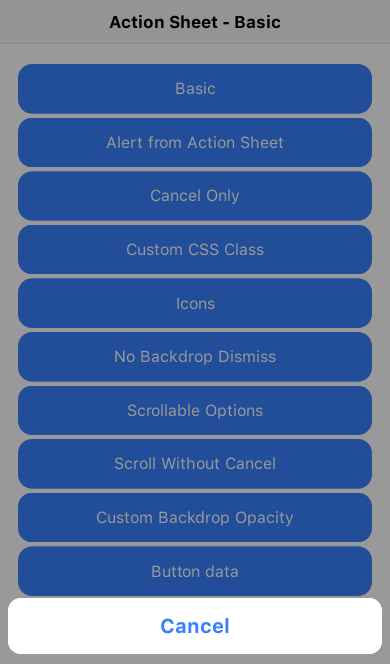 Action Sheet - Basic
Basic
Alert from Action Sheet
Cancel Only
Custom CSS Class
Icons
No Backdrop Dismiss
Scrollable Options
Scroll Without Cancel
Custom Backdrop Opacity
Button data
Cancel